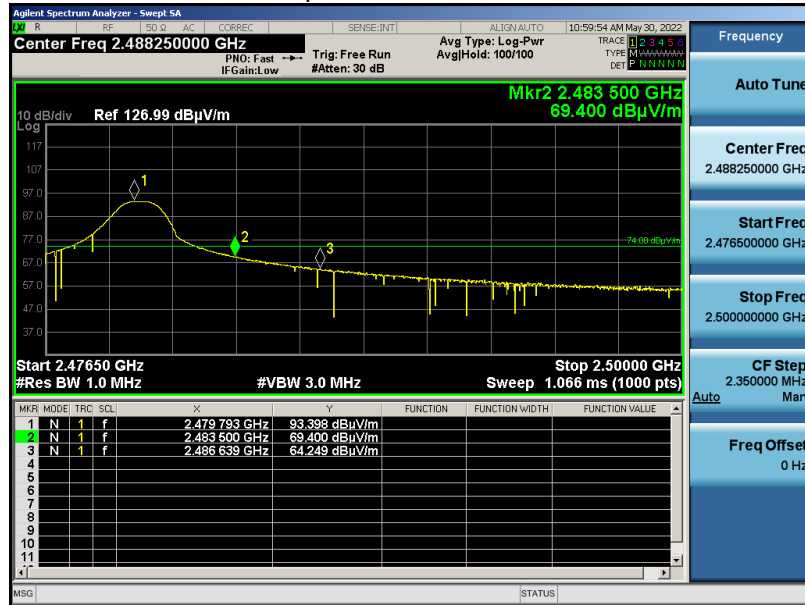 Agilent Spectrum Analyzer - Swept SA
LXI R RF 50 Ω AC CORREC SENSE:INT ALIGN AUTO 10:59:54 AM May 30, 2022
Center Freq 2.488250000 GHz
PNO: Fast
IFGain:Low
Trig: Free Run
#Atten: 30 dB
Avg Type: Log-Pwr
Avg|Hold: 100/100
TRACE 1 2 3 4 5 6
TYPE M
DET P N N N N N
Mkr2 2.483 500 GHz
69.400 dBµV/m
10 dB/div Ref 126.99 dBµV/m
Log
117
107
97.0
87.0
77.0
67.0
57.0
47.0
37.0
1
2
3
74.00 dBµV/m
Start 2.47650 GHz Stop 2.50000 GHz
#Res BW 1.0 MHz #VBW 3.0 MHz Sweep 1.066 ms (1000 pts)
MKR MODE TRC SCL X Y FUNCTION FUNCTION WIDTH FUNCTION VALUE
1 N 1 f 2.479 793 GHz 93.398 dBµV/m
2 N 1 f 2.483 500 GHz 69.400 dBµV/m
3 N 1 f 2.486 639 GHz 64.249 dBµV/m
4
5
6
7
8
9
10
11
MSG STATUS
Frequency
Auto Tune
Center Freq
2.488250000 GHz
Start Freq
2.476500000 GHz
Stop Freq
2.500000000 GHz
CF Step
2.350000 MHz
Auto Man
Freq Offset
0 Hz